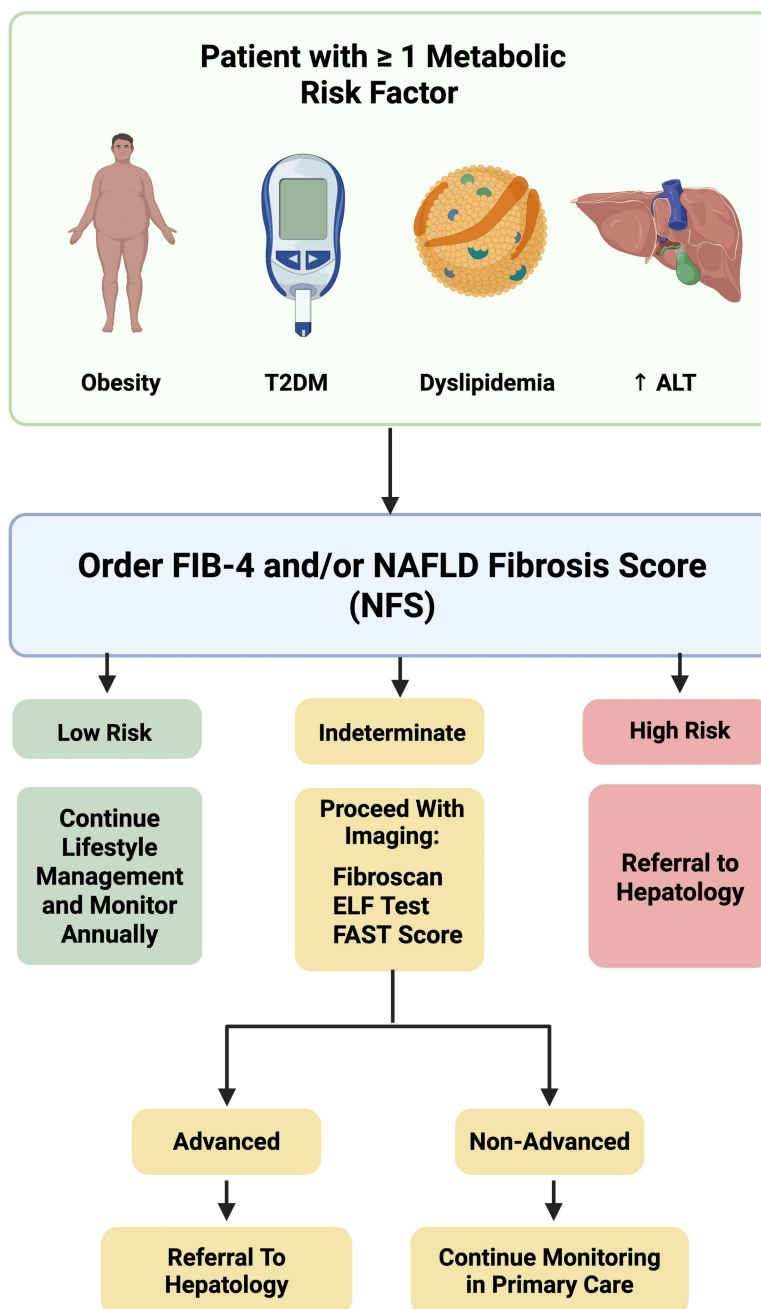 Patient with ≥ 1 Metabolic
Risk Factor
Obesity
T2DM
Dyslipidemia
↑ ALT
Order FIB-4 and/or NAFLD Fibrosis Score
(NFS)
Low Risk
Indeterminate
High Risk
Continue
Lifestyle
Management
and Monitor
Annually
Proceed With
Imaging:
Fibroscan
ELF Test
FAST Score
Referral to
Hepatology
Advanced
Non-Advanced
Referral To
Hepatology
Continue Monitoring
in Primary Care